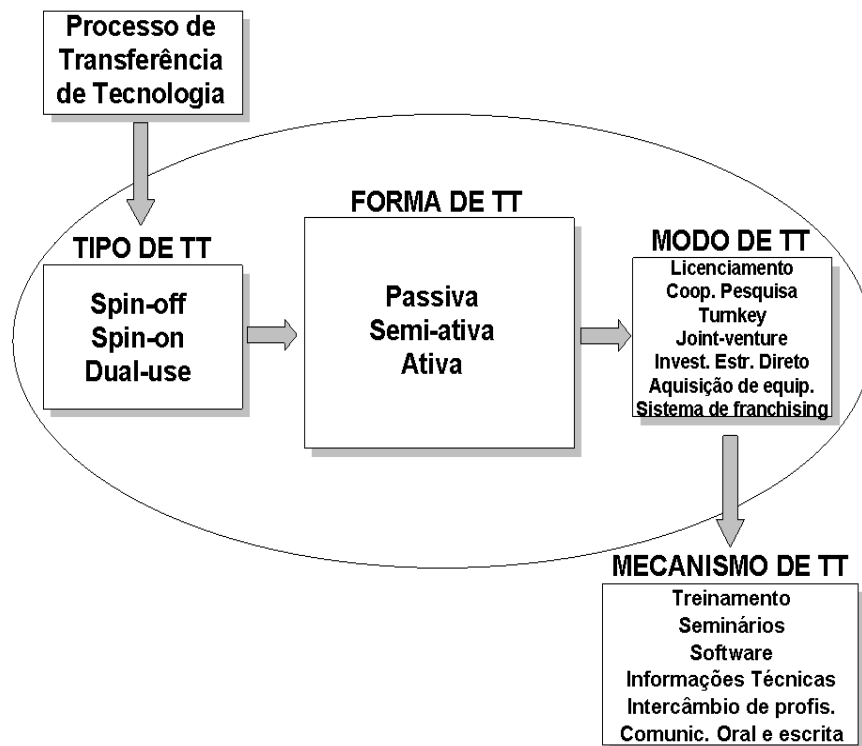 Processo de
Transferência
de Tecnologia
TIPO DE TT
Spin-off
Spin-on
Dual-use
FORMA DE TT
Passiva
Semi-ativa
Ativa
MODO DE TT
Licenciamento
Coop. Pesquisa
Turnkey
Joint-venture
Invest. Estr. Direto
Aquisição de equip.
Sistema de franchising
MECANISMO DE TT
Treinamento
Seminários
Software
Informações Técnicas
Intercâmbio de profis.
Comunic. Oral e escrita